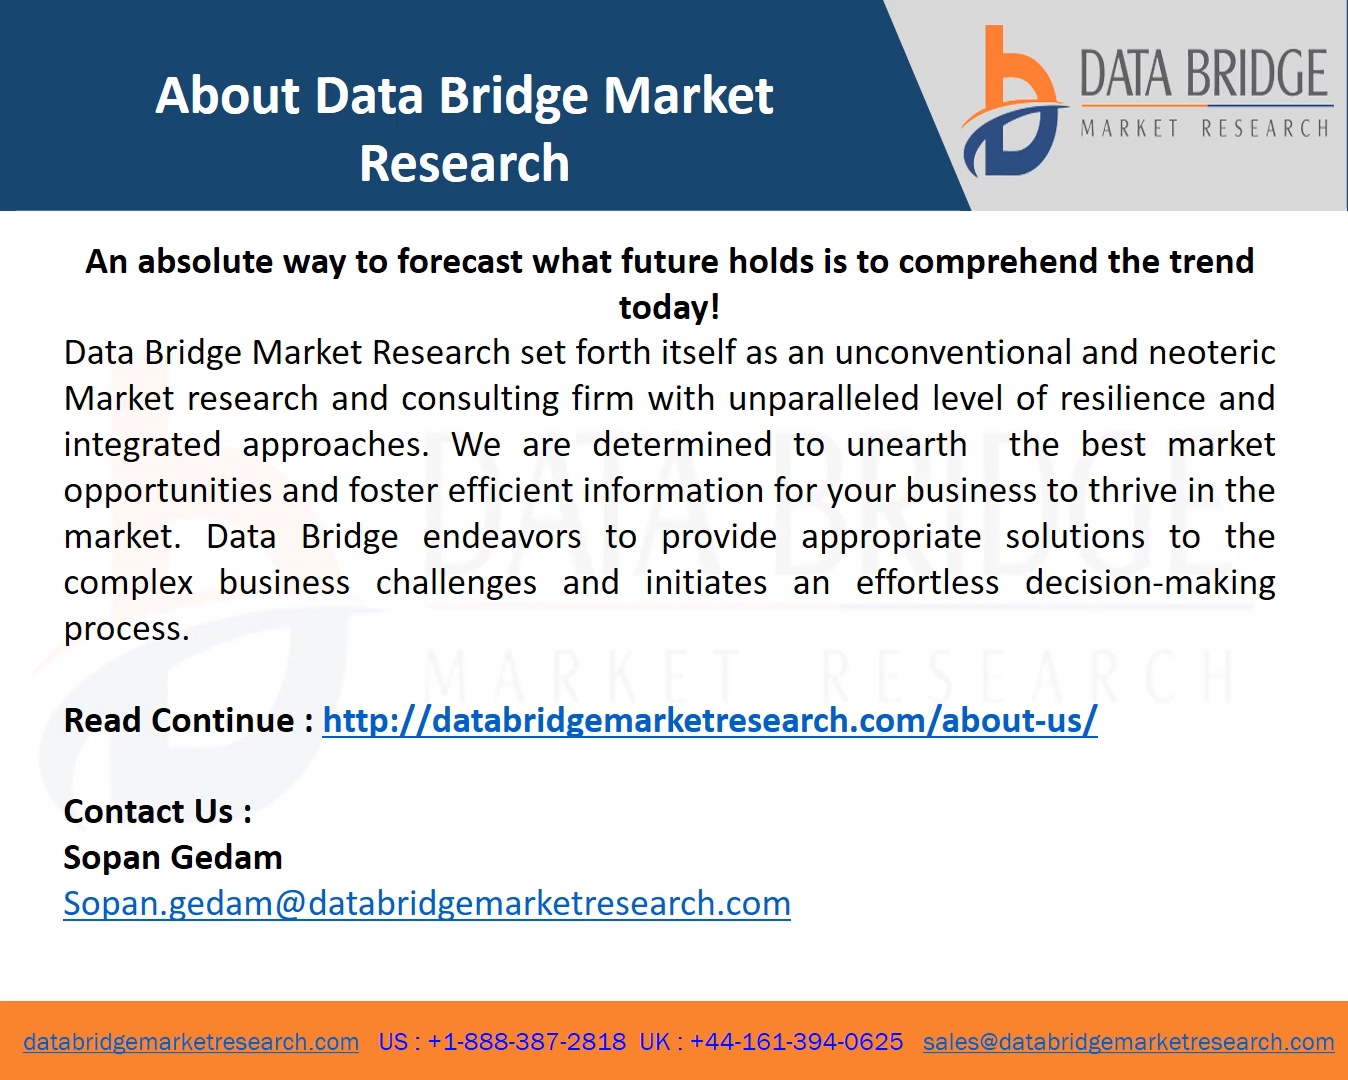 About Data Bridge Market
Research
DATA BRIDGE
MARKET RESEARCH
An absolute way to forecast what future holds is to comprehend the trend
today!
Data Bridge Market Research set forth itself as an unconventional and neoteric
Market research and consulting firm with unparalleled level of resilience and
integrated approaches. We are determined to unearth the best market
opportunities and foster efficient information for your business to thrive in the
market. Data Bridge endeavors to provide appropriate solutions to the
complex business challenges and initiates an effortless decision-making
process.
DATA BRIDGE
MARKET RESEARCH
Read Continue : http://databridgemarketresearch.com/about-us/
Contact Us :
Sopan Gedam
Sopan.gedam@databridgemarketresearch.com
databridgemarketresearch.com US : +1-888-387-2818 UK : +44-161-394-0625 sales@databridgemarketresearch.com